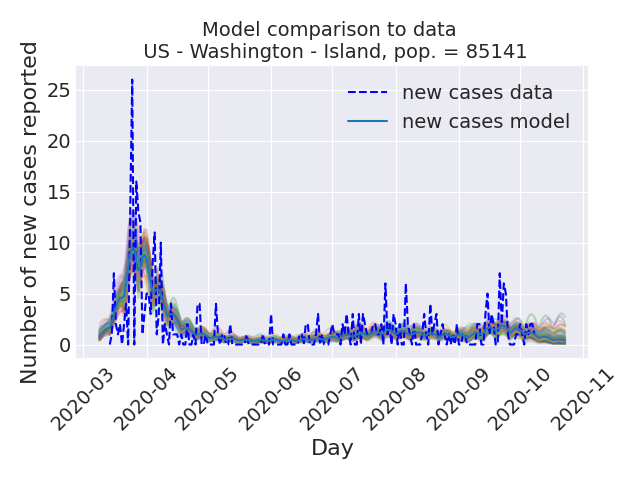 Model comparison to data
US - Washington - Island, pop. = 85141
Number of new cases reported
25
20
15
10
5
0
new cases data
new cases model
2020-03
2020-04
2020-05
2020-06
2020-07
2020-08
2020-09
2020-10
2020-11
Day